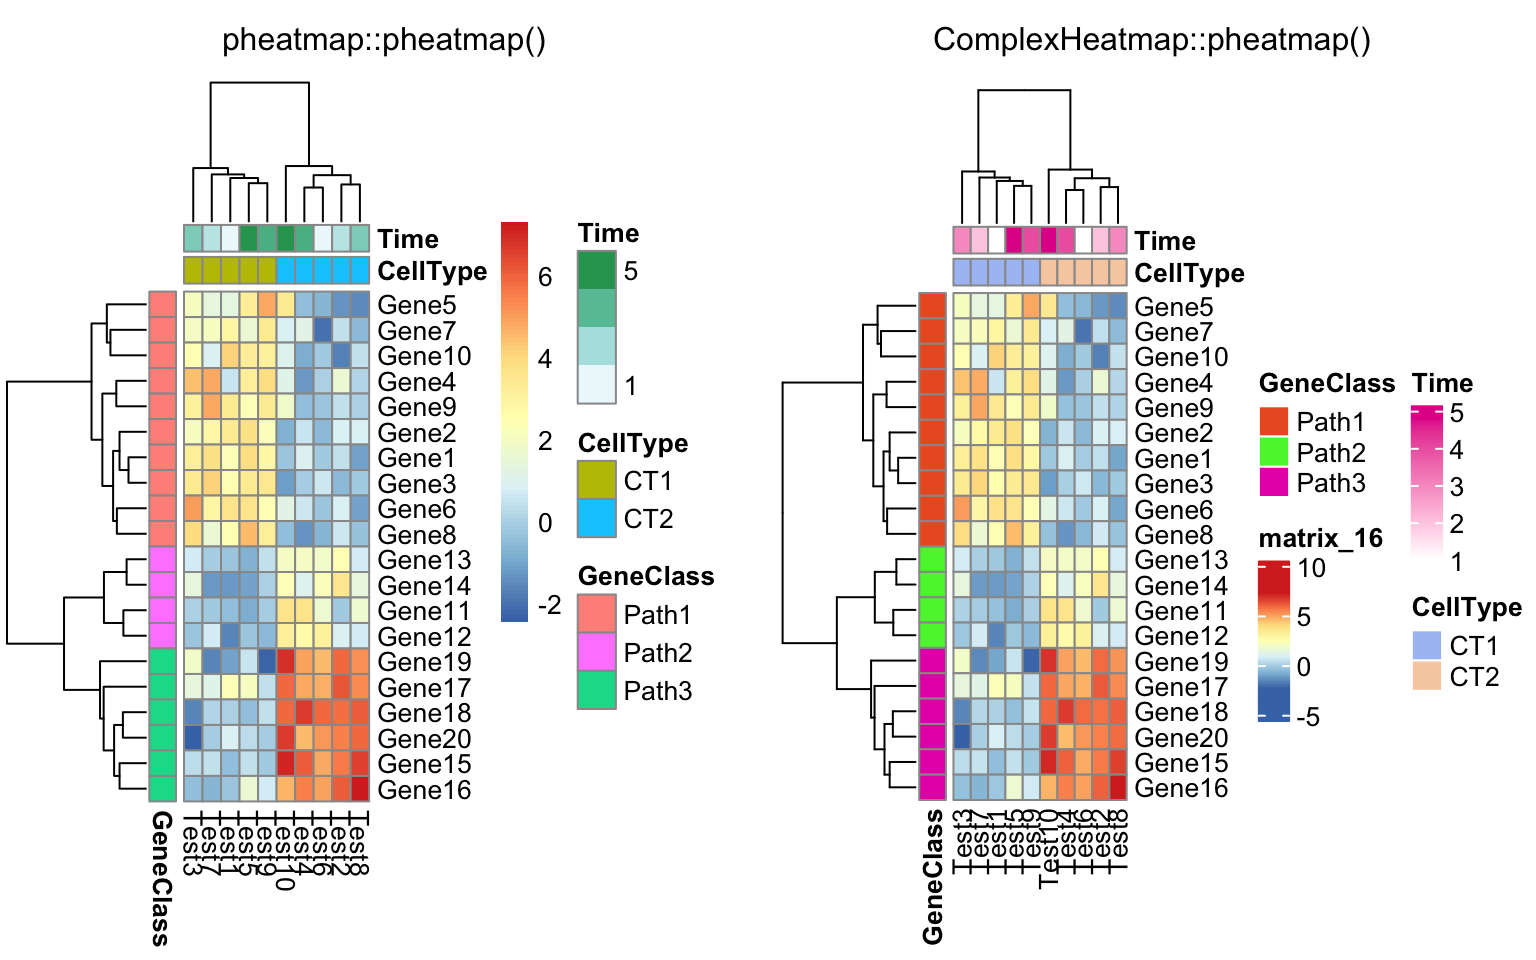 pheatmap::pheatmap()
Time
CellType
Gene5
Gene7
Gene10
Gene4
Gene9
Gene2
Gene1
Gene3
Gene6
Gene8
Gene13
Gene14
Gene11
Gene12
Gene19
Gene17
Gene18
Gene20
Gene15
Gene16
GeneClass
Test3
Test7
Test1
Test5
Test9
Test10
Test4
Test6
Test2
Test8
6
4
2
0
-2
Time
5
1
CellType
CT1
CT2
GeneClass
Path1
Path2
Path3
ComplexHeatmap::pheatmap()
Time
CellType
Gene5
Gene7
Gene10
Gene4
Gene9
Gene2
Gene1
Gene3
Gene6
Gene8
Gene13
Gene14
Gene11
Gene12
Gene19
Gene17
Gene18
Gene20
Gene15
Gene16
GeneClass
Test3
Test7
Test1
Test5
Test9
Test10
Test4
Test6
Test2
Test8
GeneClass
Path1
Path2
Path3
matrix_16
10
5
0
-5
Time
5
4
3
2
1
CellType
CT1
CT2